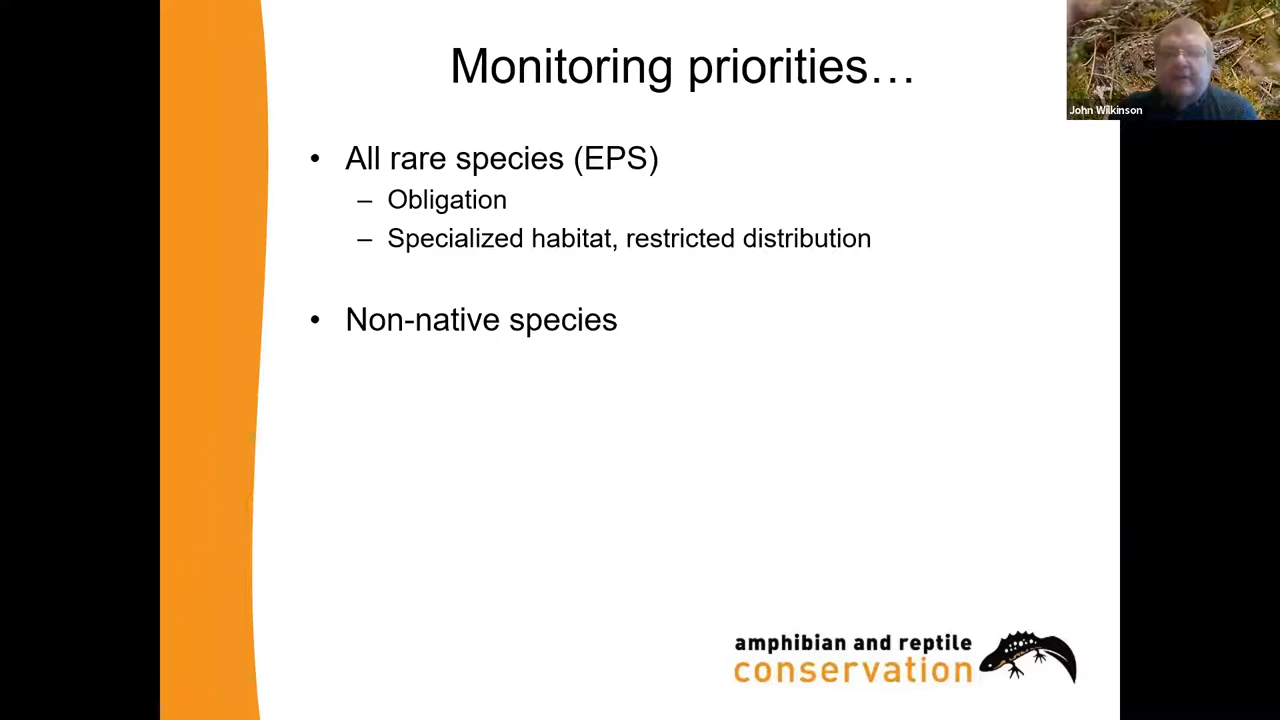 Monitoring priorities…
John Wilkinson
• All rare species (EPS)
– Obligation
– Specialized habitat, restricted distribution
• Non-native species
amphibian and reptile
conservation